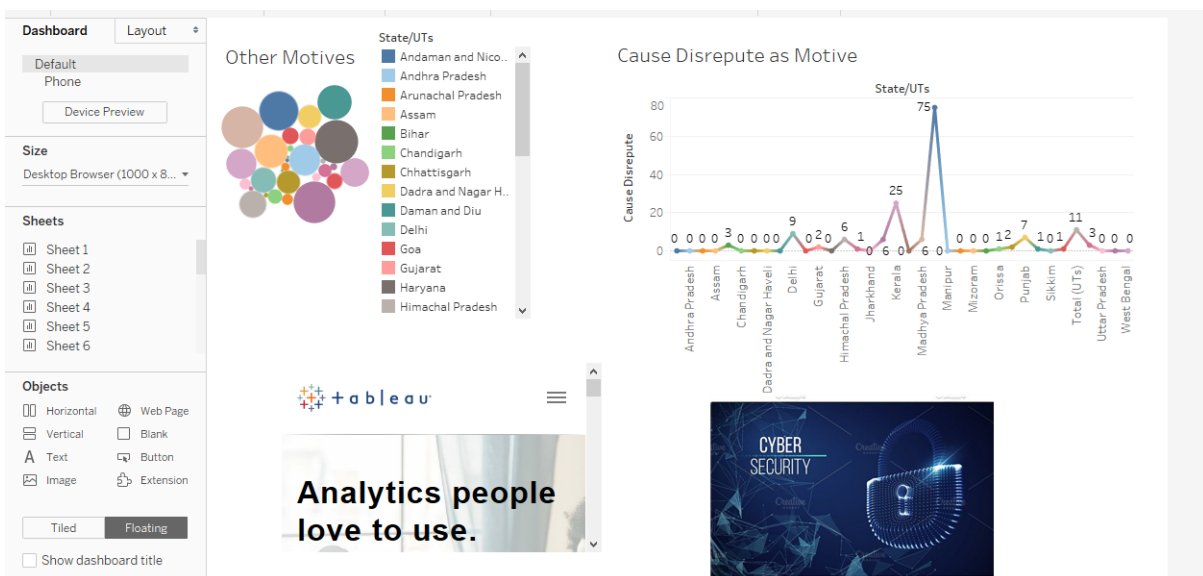 Dashboard
Layout
Default
Phone
Device Preview
Size
Desktop Browser (1000 x 8...
Sheets
Sheet 1
Sheet 2
Sheet 3
Sheet 4
Sheet 5
Sheet 6
Objects
Horizontal
Web Page
Vertical
Blank
Text
Button
Image
Extension
Tiled
Floating
Show dashboard title
Other Motives
State/UTs
Andaman and Nico..
Andhra Pradesh
Arunachal Pradesh
Assam
Bihar
Chandigarh
Chhattisgarh
Dadra and Nagar H..
Daman and Diu
Delhi
Goa
Gujarat
Haryana
Himachal Pradesh
Cause Disrepute as Motive
State/UTs
Cause Disrepute
80
60
40
20
0
0 0 0 0 3 0 0 0 0 9 0 2 0 6 1 0 6 25 0 6 75 0 0 0 0 1 2 7 1 0 1 11 3 0 0 0
Andhra Pradesh
Assam
Chandigarh
Dadra and Nagar Haveli
Delhi
Gujarat
Himachal Pradesh
Jharkhand
Kerala
Madhya Pradesh
Manipur
Mizoram
Orissa
Punjab
Sikkim
Total (UTs)
Uttar Pradesh
West Bengal
+ableau
Analytics people
love to use.
CYBER
SECURITY